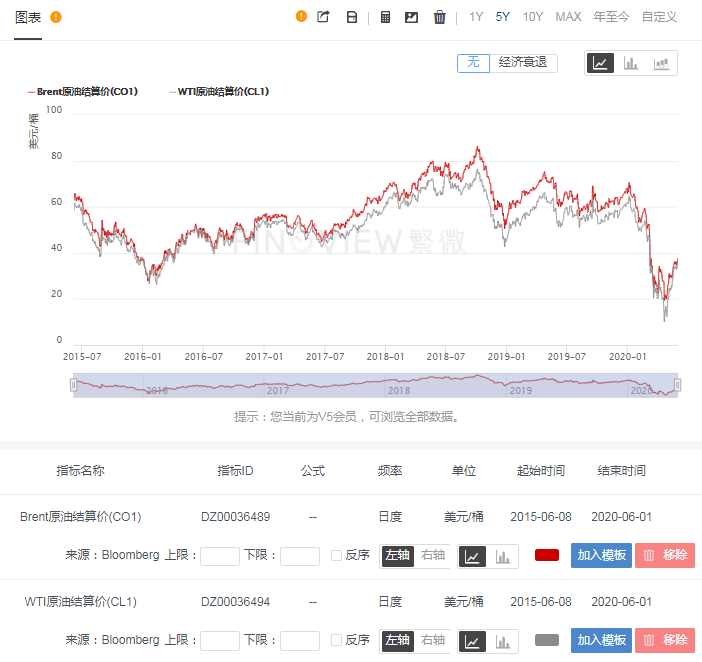 图表 1Y 5Y 10Y MAX 年至今 自定义
无 经济衰退
Brent原油结算价(CO1) WTI原油结算价(CL1)
美元/桶
100
80
60
40
20
0
INOVIEW 繁微
2015-07 2016-01 2016-07 2017-01 2017-07 2018-01 2018-07 2019-01 2019-07 2020-01
2016 2017 2018 2019 2020
提示：您当前为V5会员，可浏览全部数据。
指标名称 指标ID 公式 频率 单位 起始时间 结束时间
Brent原油结算价(CO1) DZ00036489 -- 日度 美元/桶 2015-06-08 2020-06-01
来源：Bloomberg 上限： 下限： 反序 左轴 右轴 加入模板 移除
WTI原油结算价(CL1) DZ00036494 -- 日度 美元/桶 2015-06-08 2020-06-01
来源：Bloomberg 上限： 下限： 反序 左轴 右轴 加入模板 移除